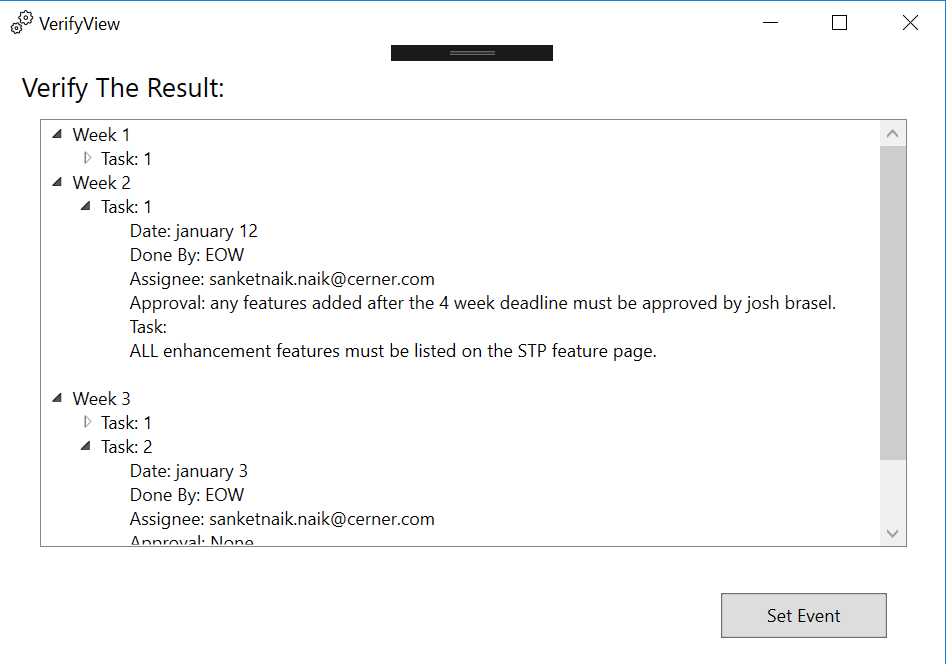 VerifyView
Verify The Result:
Week 1
Task: 1
Week 2
Task: 1
Date: january 12
Done By: EOW
Assignee: sanketnaik.naik@cerner.com
Approval: any features added after the 4 week deadline must be approved by josh brasel.
Task:
ALL enhancement features must be listed on the STP feature page.
Week 3
Task: 1
Task: 2
Date: january 3
Done By: EOW
Assignee: sanketnaik.naik@cerner.com
Approval: None
Set Event